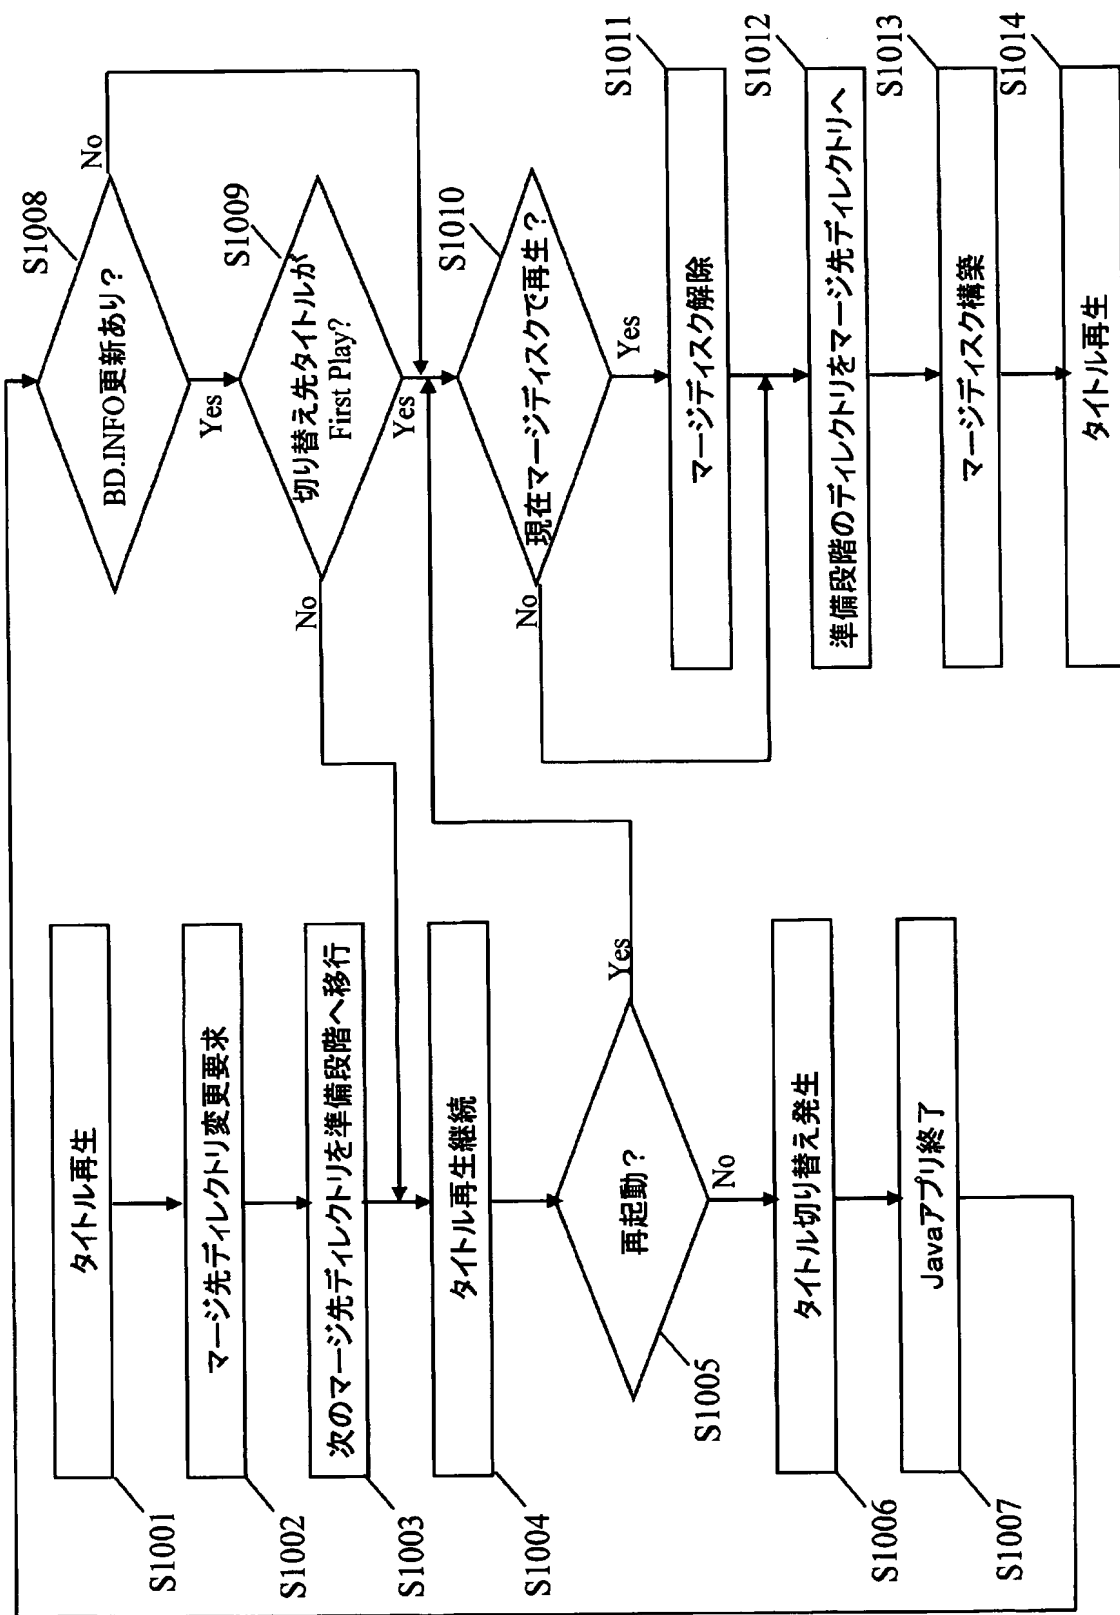 タイトル再生
S1001
マージ先ディレクトリ変更要求
S1002
次のマージ先ディレクトリを準備段階へ移行
S1003
タイトル再生継続
S1004
再起動？
Yes
No
S1005
タイトル切り替え発生
S1006
Javaアプリ終了
S1007
S1008
BD.INFO更新あり？
No
Yes
S1009
切り替え先タイトルが
First Play?
No
Yes
S1010
現在マージディスクで再生？
No
Yes
S1011
マージディスク解除
S1012
準備段階のディレクトリをマージ先ディレクトリへ
S1013
マージディスク構築
S1014
タイトル再生